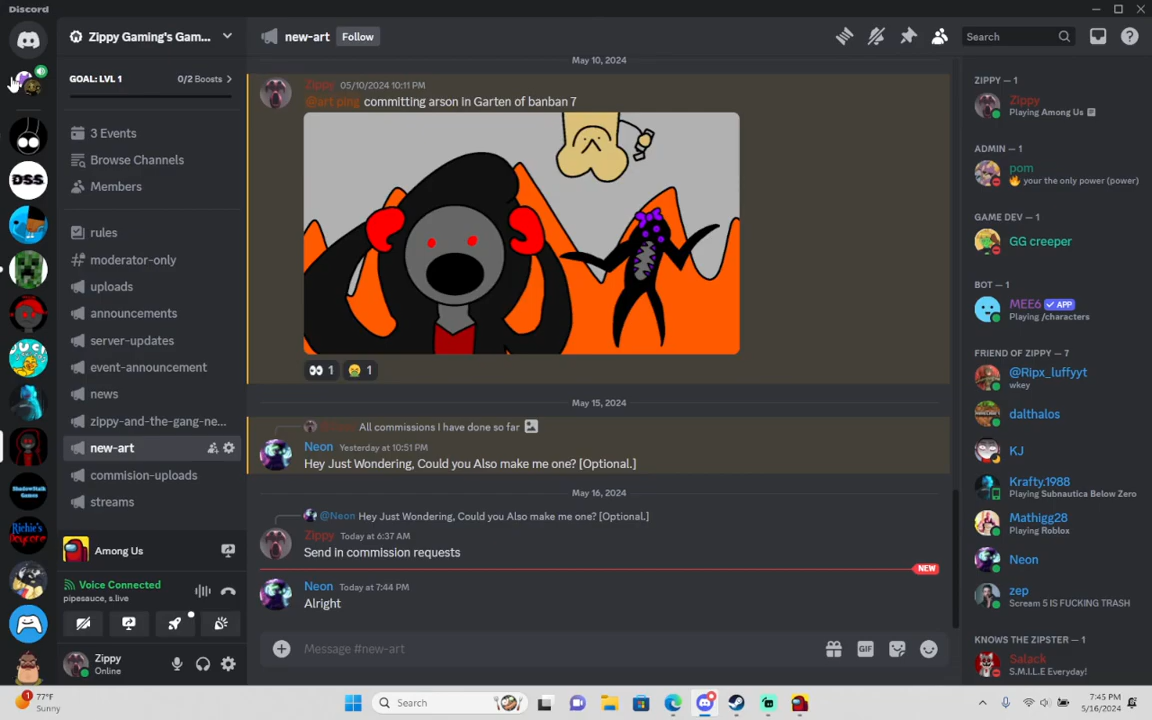 Discord
Zippy Gaming's Gam...
new-art
Follow
Search
GOAL: LVL 1
0/2 Boosts
3 Events
Browse Channels
Members
rules
moderator-only
uploads
announcements
server-updates
event-announcement
news
zippy-and-the-gang-ne...
new-art
commision-uploads
streams
Among Us
Voice Connected
pipesauce, s.live
Zippy
Online
DSS
May 10, 2024
Zippy 05/10/2024 10:11 PM
@art ping committing arson in Garten of banban 7
1
1
May 15, 2024
All commissions I have done so far
Neon Yesterday at 10:51 PM
Hey Just Wondering, Could you Also make me one? [Optional.]
May 16, 2024
@Neon Hey Just Wondering, Could you Also make me one? [Optional.]
Zippy Today at 6:37 AM
Send in commission requests
NEW
Neon Today at 7:44 PM
Alright
Message #new-art
GIF
ZIPPY — 1
Zippy
Playing Among Us
ADMIN — 1
pom
your the only power (power)
GAME DEV — 1
GG creeper
BOT — 1
MEE6 APP
Playing /characters
FRIEND OF ZIPPY — 7
@Ripx_luffyyt
wkey
dalthalos
KJ
Krafty.1988
Playing Subnautica Below Zero
Mathigg28
Playing Roblox
Neon
zep
Scream 5 IS FUCKING TRASH
KNOWS THE ZIPSTER — 1
Salack
S.M.I.L.E Everyday!
1
77°F
Sunny
Search
7:45 PM
5/16/2024